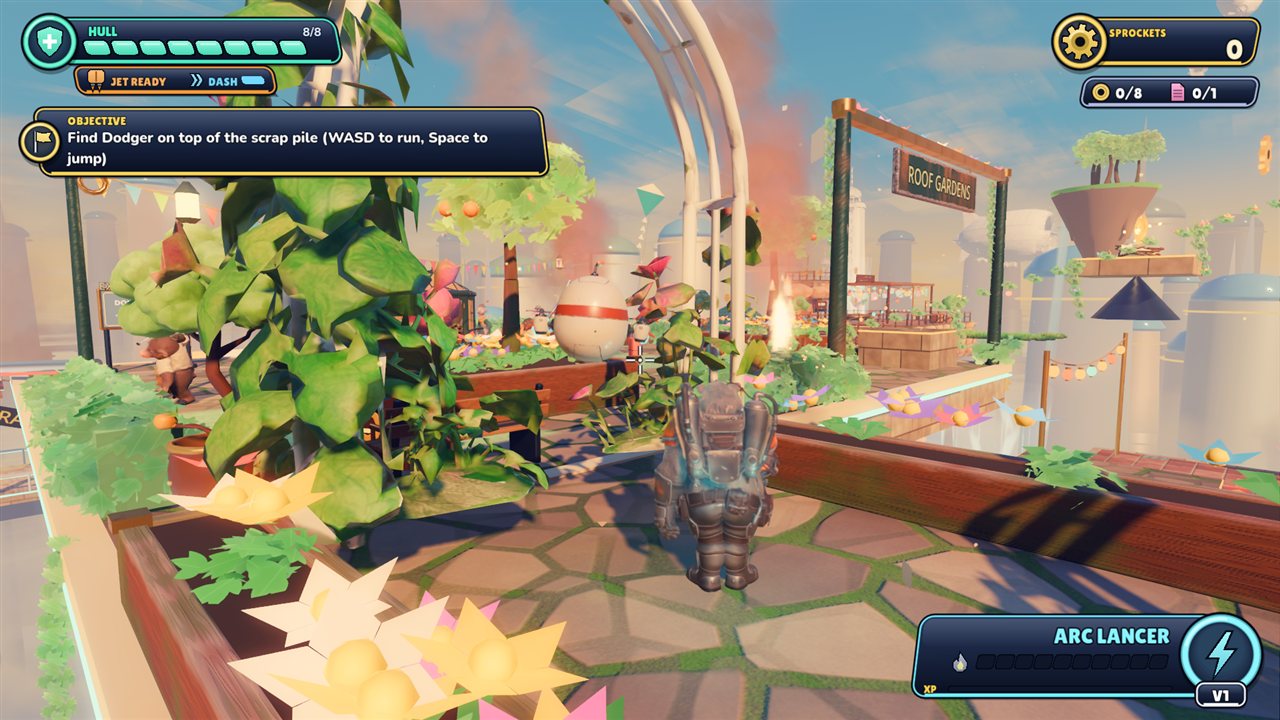 HULL
8/8
JET READY
DASH
OBJECTIVE
Find Dodger on top of the scrap pile (WASD to run, Space to
jump)
SPROCKETS
0
0/8
0/1
ROOF GARDENS
ARC LANCER
XP
V1